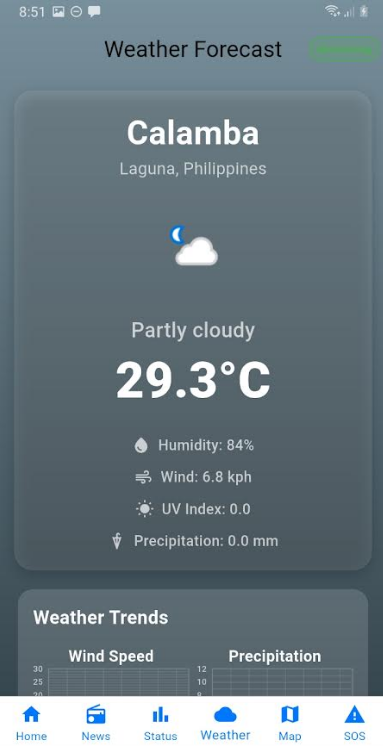 8:51
Weather Forecast
Calamba
Laguna, Philippines
Partly cloudy
29.3°C
Humidity: 84%
Wind: 6.8 kph
UV Index: 0.0
Precipitation: 0.0 mm
Weather Trends
Wind Speed Precipitation
30 12
25 10
Home News Status Weather Map SOS